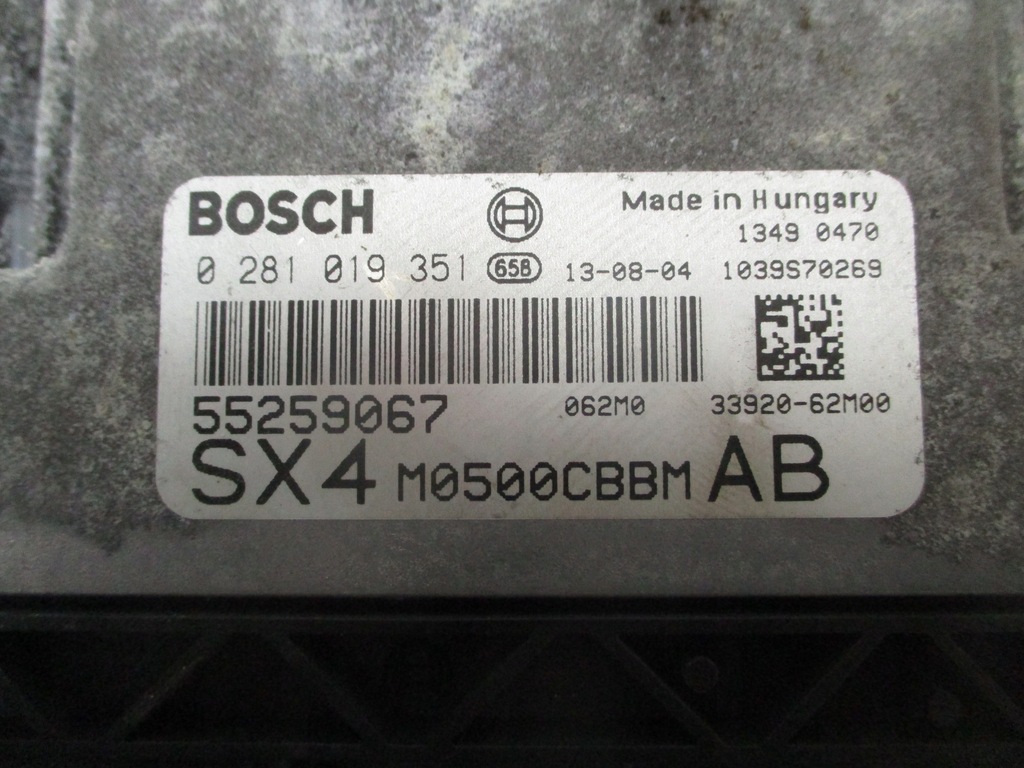 BOSCH Made in Hungary
1349 0470
0 281 019 351 65B 13-08-04 1039S70269
55259067 062M0 33920-62M00
SX4 M0500CBBM AB